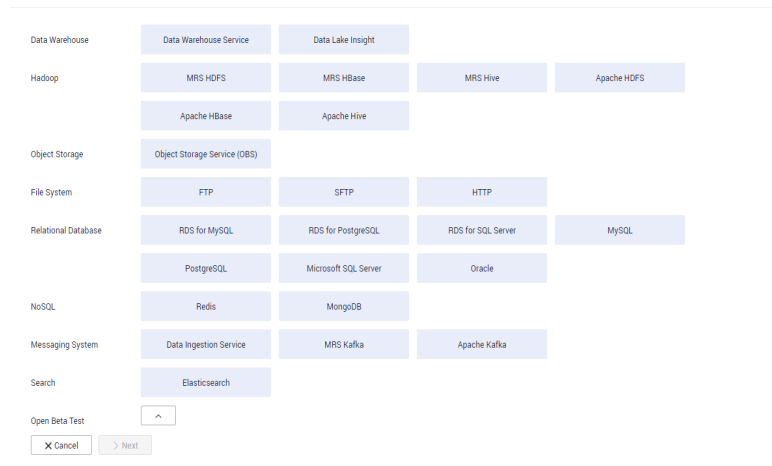 Data Warehouse Data Warehouse Service Data Lake Insight
Hadoop MRS HDFS MRS HBase MRS Hive Apache HDFS
Apache HBase Apache Hive
Object Storage Object Storage Service (OBS)
File System FTP SFTP HTTP
Relational Database RDS for MySQL RDS for PostgreSQL RDS for SQL Server MySQL
PostgreSQL Microsoft SQL Server Oracle
NoSQL Redis MongoDB
Messaging System Data Ingestion Service MRS Kafka Apache Kafka
Search Elasticsearch
Open Beta Test
Cancel Next